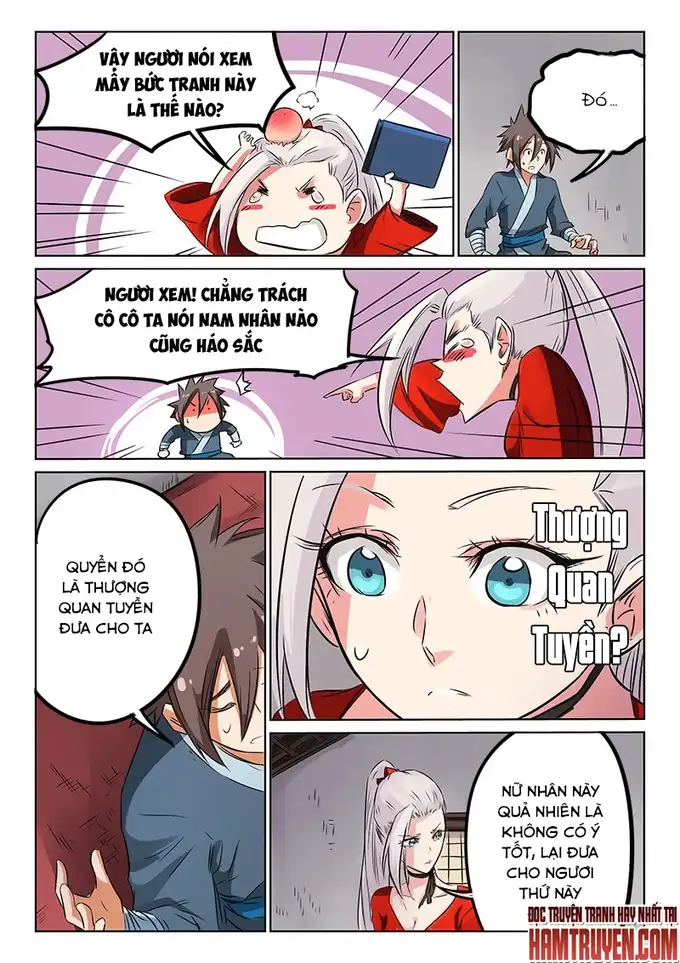 VẬY NGƯỜI NÓI XEM
MẤY BỨC TRANH NÀY
LÀ THẾ NÀO?
ĐÓ...
NGƯỜI XEM! CHẲNG TRÁCH
CÔ CÔ TA NÓI NAM NHÂN NÀO
CŨNG HÁO SẮC
QUYỂN ĐÓ
LÀ THƯỢNG
QUAN TUYỀN
ĐƯA CHO TA
Thượng
Quan
Tuyền?
NỮ NHÂN NÀY
QUẢ NHIÊN LÀ
KHÔNG CÓ Ý
TỐT, LẠI ĐƯA
CHO NGƯƠI
THỨ NÀY
ĐỌC TRUYỆN TRANH HAY NHẤT TẠI
HAMTRUYEN.COM